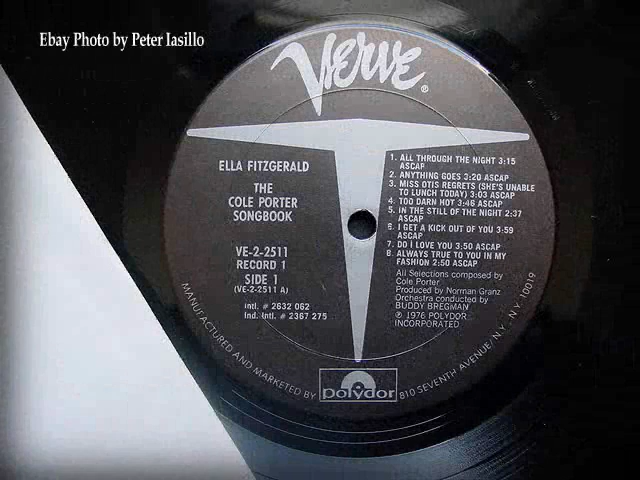 Ebay Photo by Peter Iasillo
Verve®
ELLA FITZGERALD
THE
COLE PORTER
SONGBOOK
VE-2-2511
RECORD 1
SIDE 1
(VE-2-2511 A)
Intl. # 2632 062
Ind. Intl. # 2367 275
1. ALL THROUGH THE NIGHT 3:15
ASCAP
2. ANYTHING GOES 3:20 ASCAP
3. MISS OTIS REGRETS (SHE'S UNABLE
TO LUNCH TODAY) 3:03 ASCAP
4. TOO DARN HOT 3:46 ASCAP
5. IN THE STILL OF THE NIGHT 2:37
ASCAP
6. I GET A KICK OUT OF YOU 3:59
ASCAP
7. DO I LOVE YOU 3:50 ASCAP
8. ALWAYS TRUE TO YOU IN MY
FASHION 2:50 ASCAP
All Selections composed by
Cole Porter
Produced by Norman Granz
Orchestra conducted by
BUDDY BREGMAN
℗ 1976 POLYDOR
INCORPORATED
MANUFACTURED AND MARKETED BY polydor 810 SEVENTH AVENUE, N.Y., N.Y. 10019